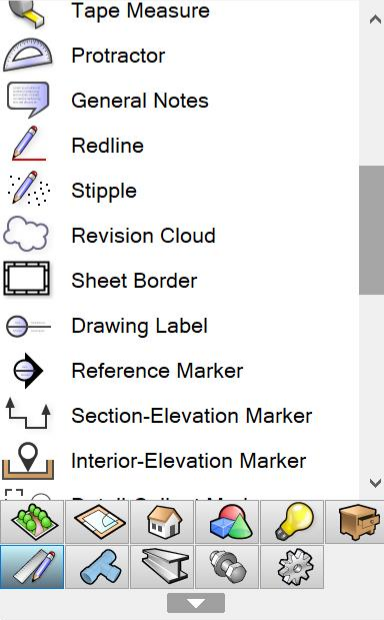 Tape Measure
Protractor
General Notes
Redline
Stipple
Revision Cloud
Sheet Border
Drawing Label
Reference Marker
Section-Elevation Marker
Interior-Elevation Marker